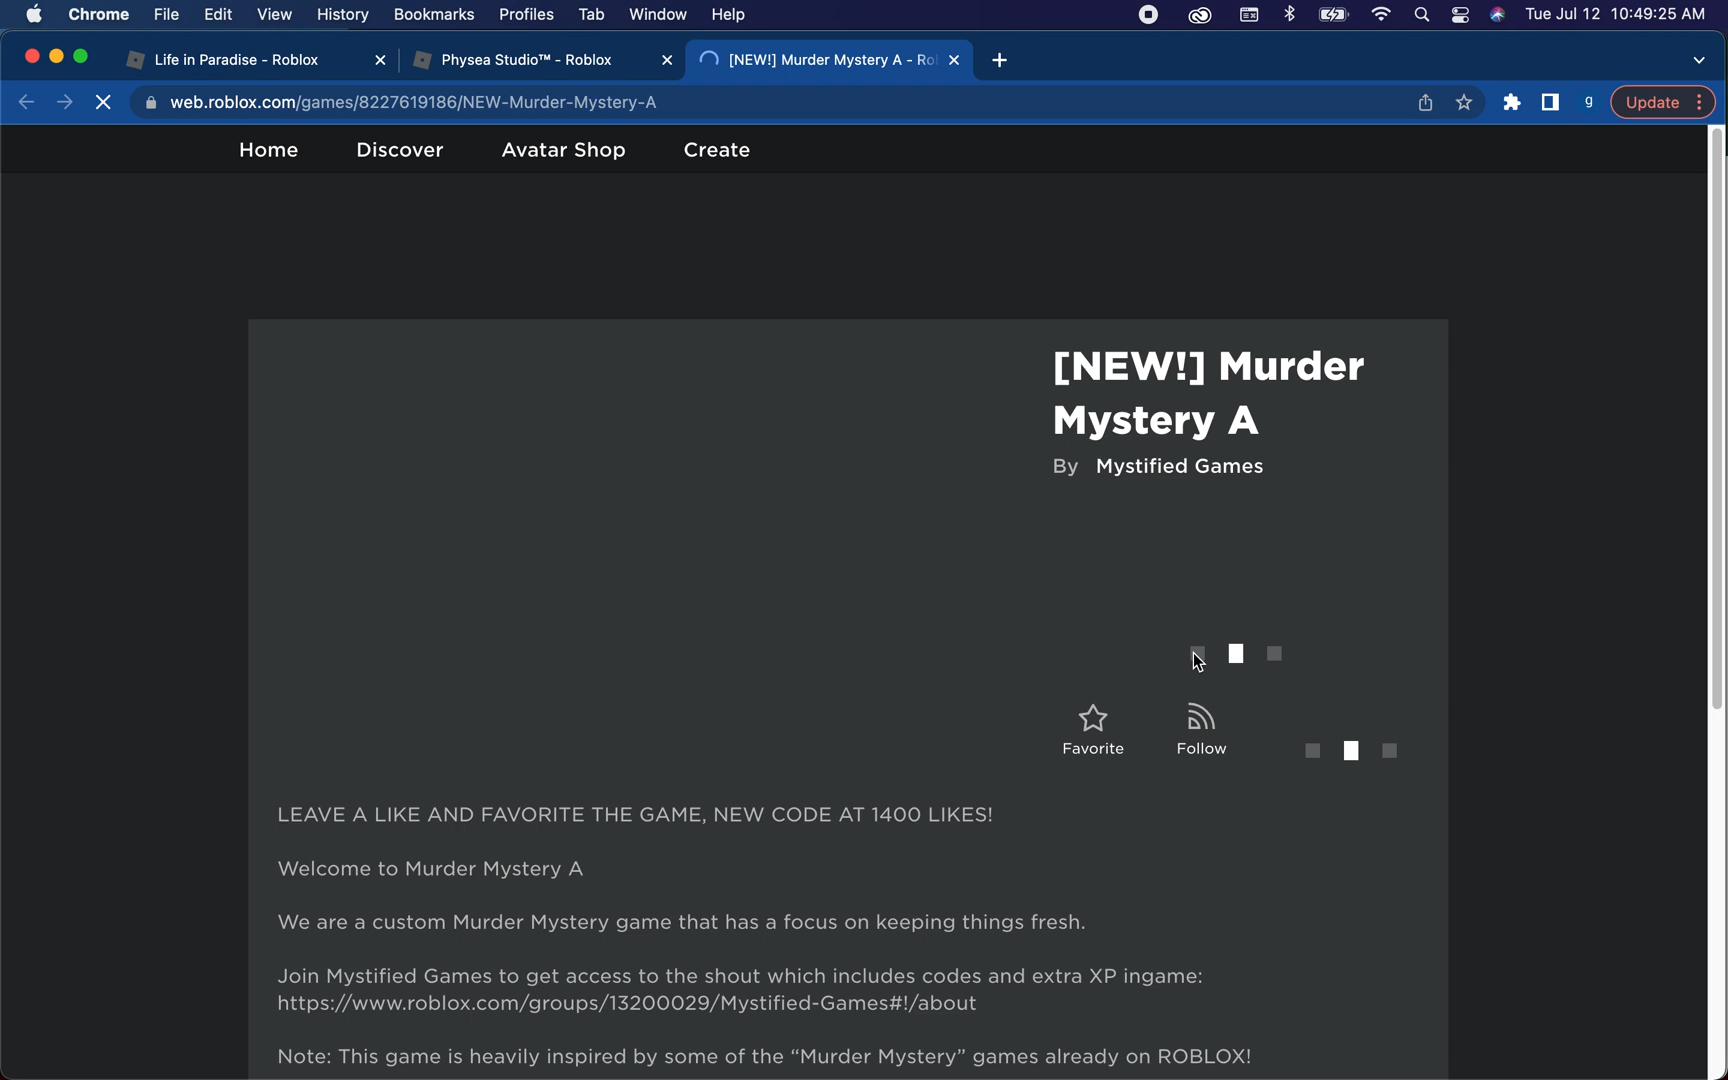 Chrome File Edit View History Bookmarks Profiles Tab Window Help Tue Jul 12 10:49:25 AM
Life in Paradise - Roblox Physea Studio™ - Roblox [NEW!] Murder Mystery A - Ro
web.roblox.com/games/8227619186/NEW-Murder-Mystery-A g Update
Home Discover Avatar Shop Create
[NEW!] Murder
Mystery A
By Mystified Games
Favorite Follow
LEAVE A LIKE AND FAVORITE THE GAME, NEW CODE AT 1400 LIKES!
Welcome to Murder Mystery A
We are a custom Murder Mystery game that has a focus on keeping things fresh.
Join Mystified Games to get access to the shout which includes codes and extra XP ingame:
https://www.roblox.com/groups/13200029/Mystified-Games#!/about
Note: This game is heavily inspired by some of the “Murder Mystery” games already on ROBLOX!